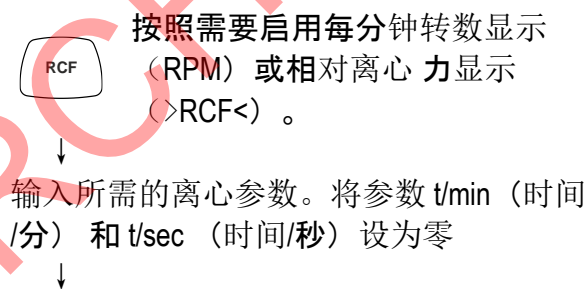 按照需要启用每分钟转数显示
RCF
（RPM）或相对离心 力显示
（>RCF<）。
↓
输入所需的离心参数。将参数 t/min（时间
/分） 和 t/sec （时间/秒）设为零
↓